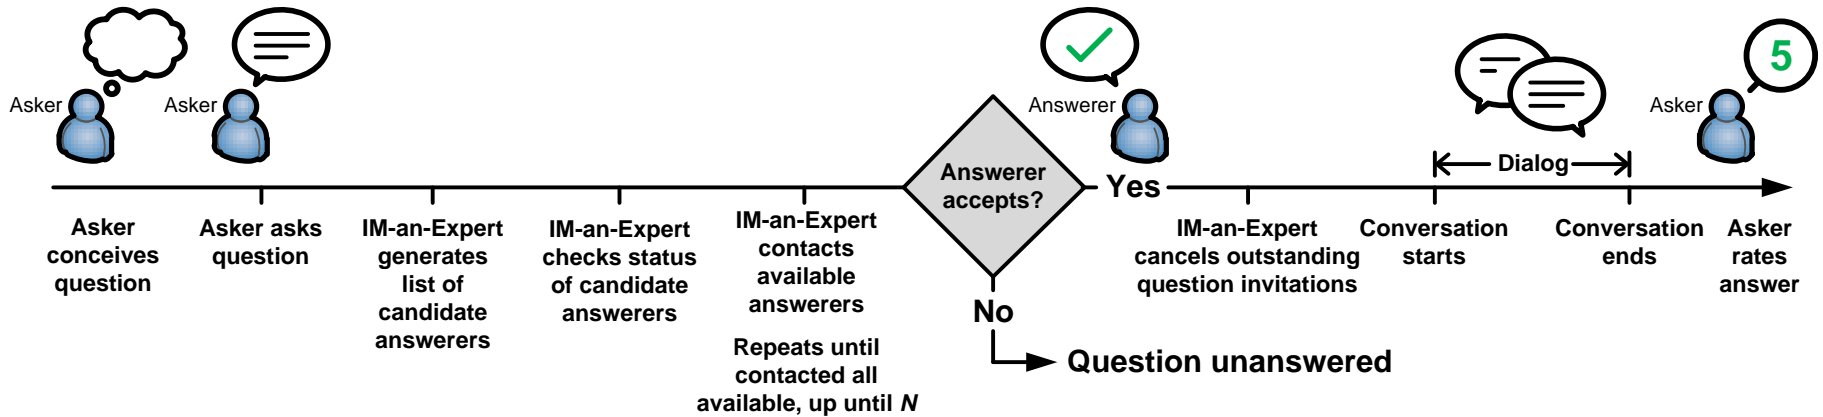 Asker
Asker
Answerer
5
Asker
Dialog
Answerer
accepts?
Yes
No
Question unanswered
Asker
conceives
question
Asker asks
question
IM-an-Expert
generates
list of
candidate
answerers
IM-an-Expert
checks status
of candidate
answerers
IM-an-Expert
contacts
available
answerers
Repeats until
contacted all
available, up until N
IM-an-Expert
cancels outstanding
question invitations
Conversation
starts
Conversation
ends
Asker
rates
answer